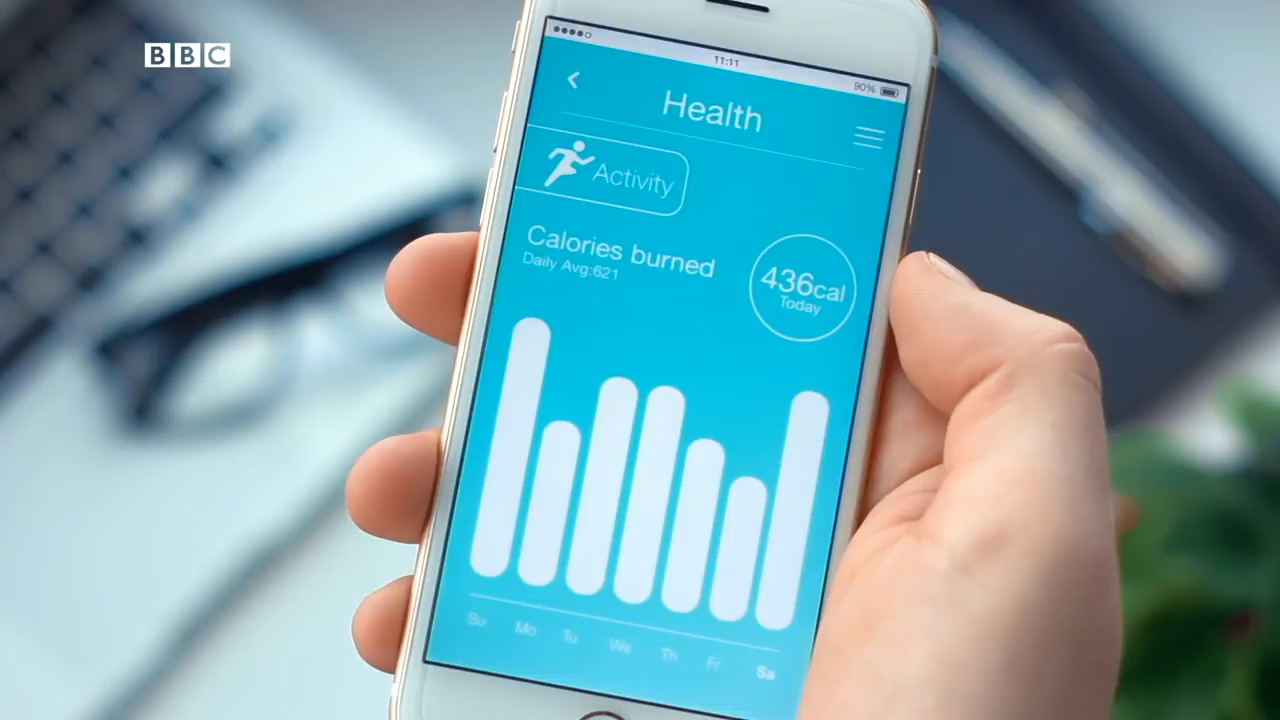 BBC
11:11
90%
Health
Activity
Calories burned
Daily Avg:621
436cal
Today
Su Mo Tu We Th Fr Sa